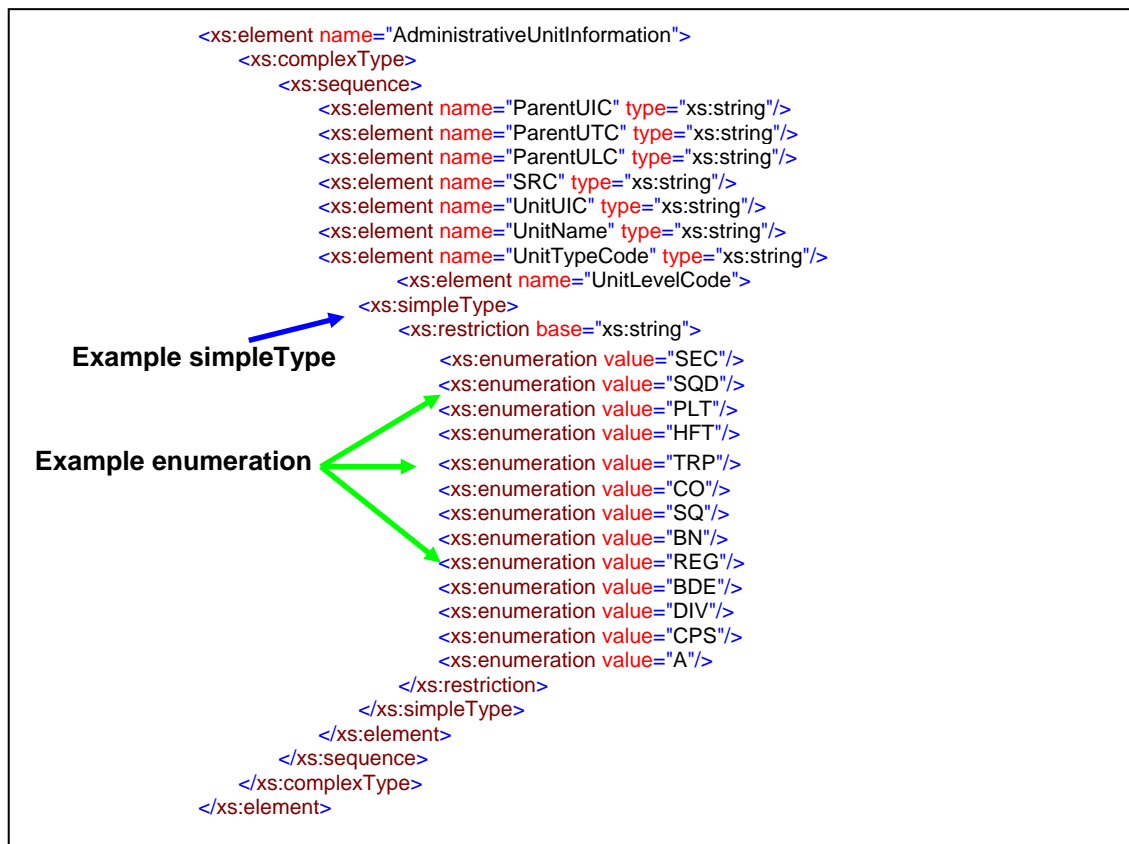 <xs:element name="AdministrativeUnitInformation">
<xs:complexType>
<xs:sequence>
<xs:element name="ParentUIC" type="xs:string"/>
<xs:element name="ParentUTC" type="xs:string"/>
<xs:element name="ParentULC" type="xs:string"/>
<xs:element name="SRC" type="xs:string"/>
<xs:element name="UnitUIC" type="xs:string"/>
<xs:element name="UnitName" type="xs:string"/>
<xs:element name="UnitTypeCode" type="xs:string"/>
<xs:element name="UnitLevelCode">
<xs:simpleType>
<xs:restriction base="xs:string">
Example simpleType
<xs:enumeration value="SEC"/>
<xs:enumeration value="SQD"/>
<xs:enumeration value="PLT"/>
<xs:enumeration value="HFT"/>
Example enumeration
<xs:enumeration value="TRP"/>
<xs:enumeration value="CO"/>
<xs:enumeration value="SQ"/>
<xs:enumeration value="BN"/>
<xs:enumeration value="REG"/>
<xs:enumeration value="BDE"/>
<xs:enumeration value="DIV"/>
<xs:enumeration value="CPS"/>
<xs:enumeration value="A"/>
</xs:restriction>
</xs:simpleType>
</xs:element>
</xs:sequence>
</xs:complexType>
</xs:element>